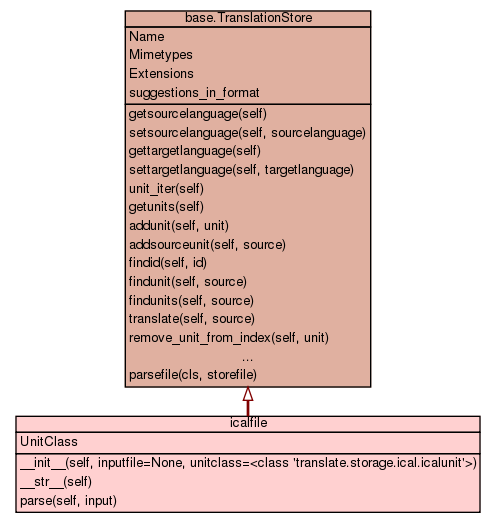 base.TranslationStore
Name
Mimetypes
Extensions
suggestions_in_format
getsourcelanguage(self)
setsourcelanguage(self, sourcelanguage)
gettargetlanguage(self)
settargetlanguage(self, targetlanguage)
unit_iter(self)
getunits(self)
addunit(self, unit)
addsourceunit(self, source)
findid(self, id)
findunit(self, source)
findunits(self, source)
translate(self, source)
remove_unit_from_index(self, unit)
...
parsefile(cls, storefile)
icalfile
UnitClass
__init__(self, inputfile=None, unitclass=<class 'translate.storage.ical.icalunit'>)
__str__(self)
parse(self, input)